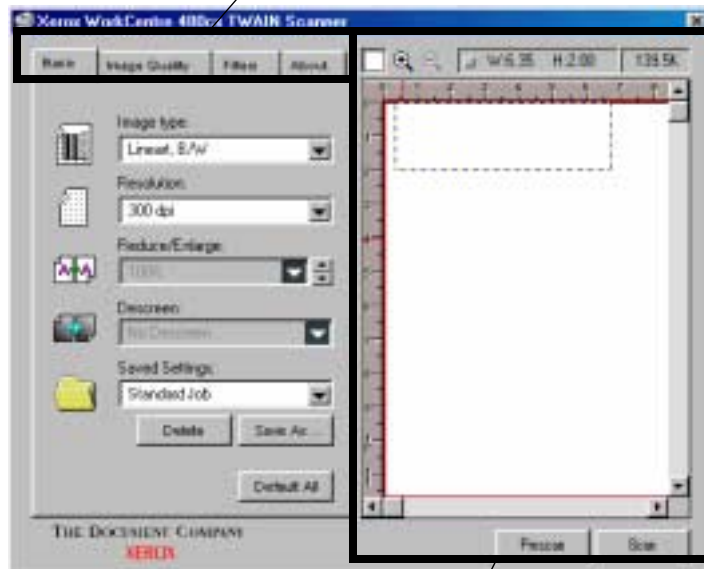 Xerox WorkCentre 480cx TWAIN Scanner
Basic Image Quality Filters About
W:6.35 H:2.00 139.5K
Image type:
Lineart, B/W
Resolution:
300 dpi
Reduce/Enlarge:
100%
Descreen:
No Descreen
Saved Settings:
Standard Job
Delete Save As...
Default All
THE DOCUMENT COMPANY
XEROX
Prescan Scan